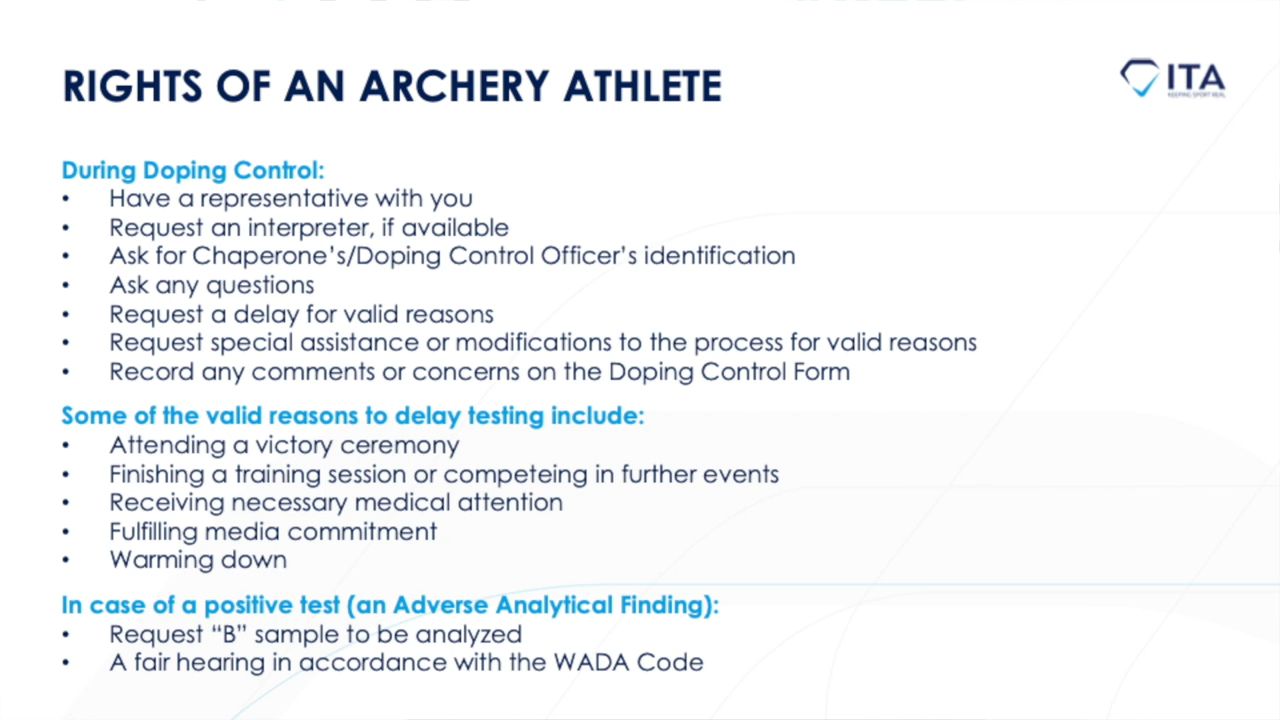 RIGHTS OF AN ARCHERY ATHLETE
ITA
KEEPING SPORT REAL
During Doping Control:
• Have a representative with you
• Request an interpreter, if available
• Ask for Chaperone’s/Doping Control Officer’s identification
• Ask any questions
• Request a delay for valid reasons
• Request special assistance or modifications to the process for valid reasons
• Record any comments or concerns on the Doping Control Form
Some of the valid reasons to delay testing include:
• Attending a victory ceremony
• Finishing a training session or competeing in further events
• Receiving necessary medical attention
• Fulfilling media commitment
• Warming down
In case of a positive test (an Adverse Analytical Finding):
• Request “B” sample to be analyzed
• A fair hearing in accordance with the WADA Code